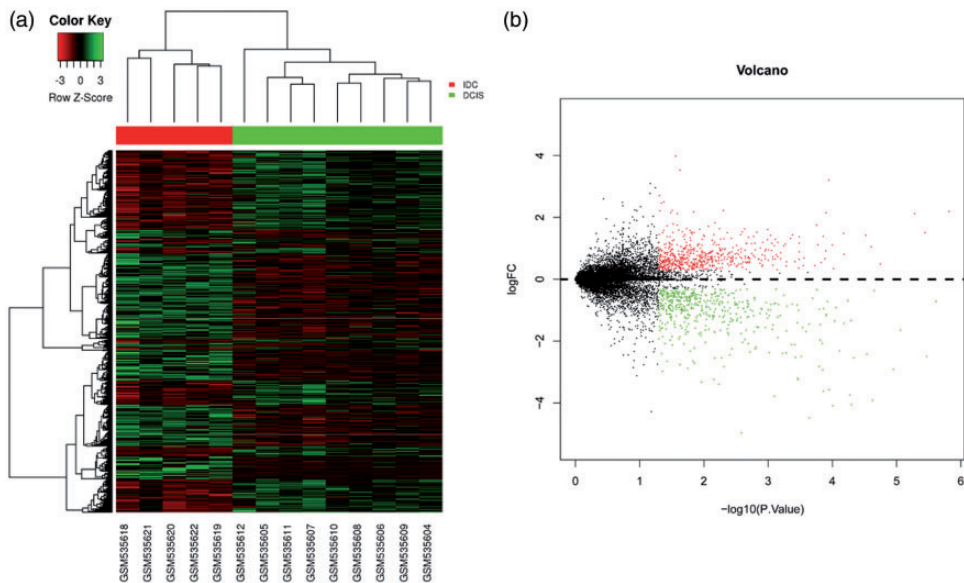 (a)
Color Key
-3 0 3
Row Z-Score
IDC
DCIS
GSM535618
GSM535621
GSM535620
GSM535622
GSM535619
GSM535612
GSM535605
GSM535611
GSM535607
GSM535610
GSM535608
GSM535606
GSM535609
GSM535604
(b)
Volcano
4
2
0
−2
−4
logFC
0 1 2 3 4 5 6
−log10(P.Value)